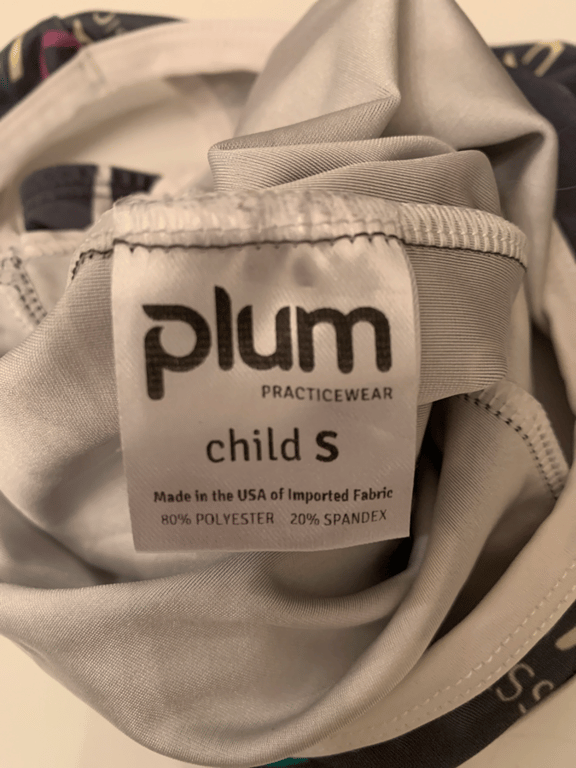 plum
PRACTICEWEAR
child S
Made in the USA of Imported Fabric
80% POLYESTER 20% SPANDEX